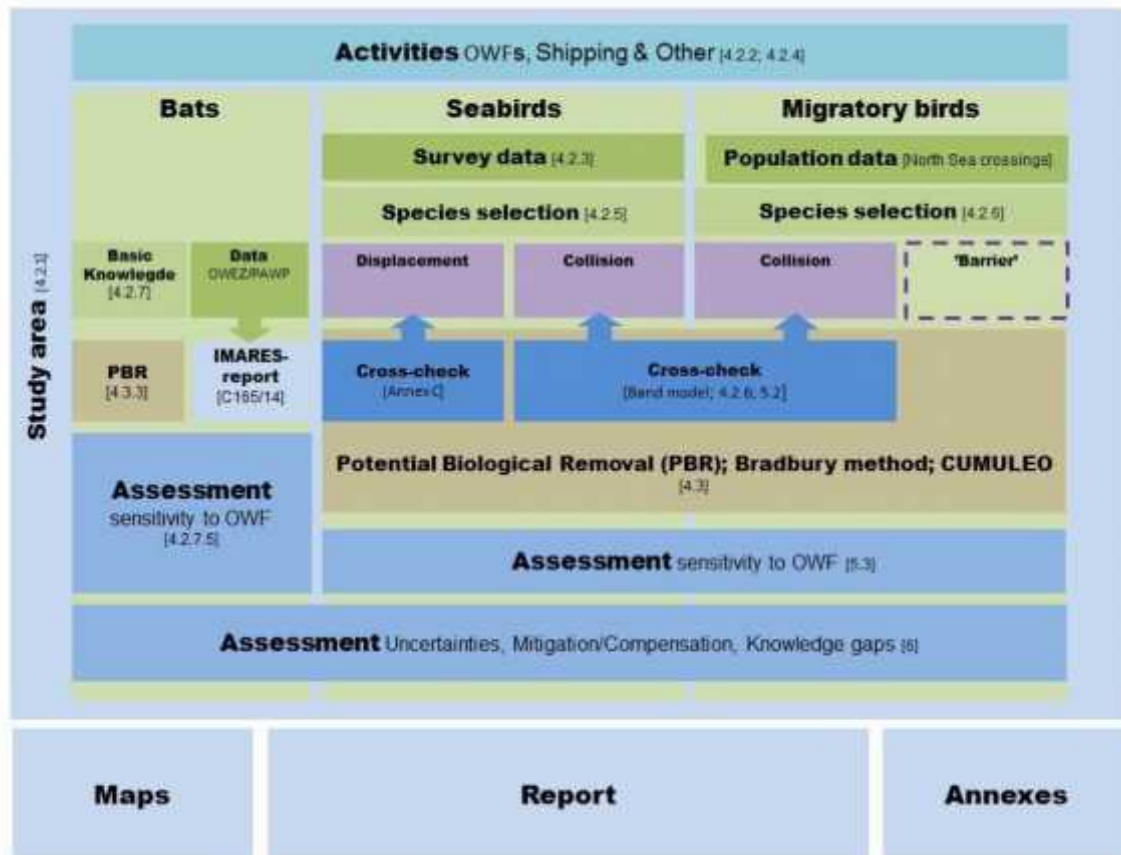 Activities OWFs, Shipping & Other [4.2.2; 4.2.4]
Bats
Seabirds
Migratory birds
Survey data [4.2.3]
Population data [North Sea crossings]
Species selection [4.2.5]
Species selection [4.2.6]
Study area [4.2.1]
Basic
Knowlegde
[4.2.7]
Data
OWEZ/PAWP
Displacement
Collision
Collision
'Barrier'
PBR
[4.3.3]
IMARES-
report
[C165/14]
Cross-check
[Annex C]
Cross-check
[Band model; 4.2.6; 5.2]
Potential Biological Removal (PBR); Bradbury method; CUMULEO
[4.3]
Assessment
sensitivity to OWF
[4.2.7.5]
Assessment sensitivity to OWF [5.3]
Assessment Uncertainties, Mitigation/Compensation, Knowledge gaps [6]
Maps
Report
Annexes